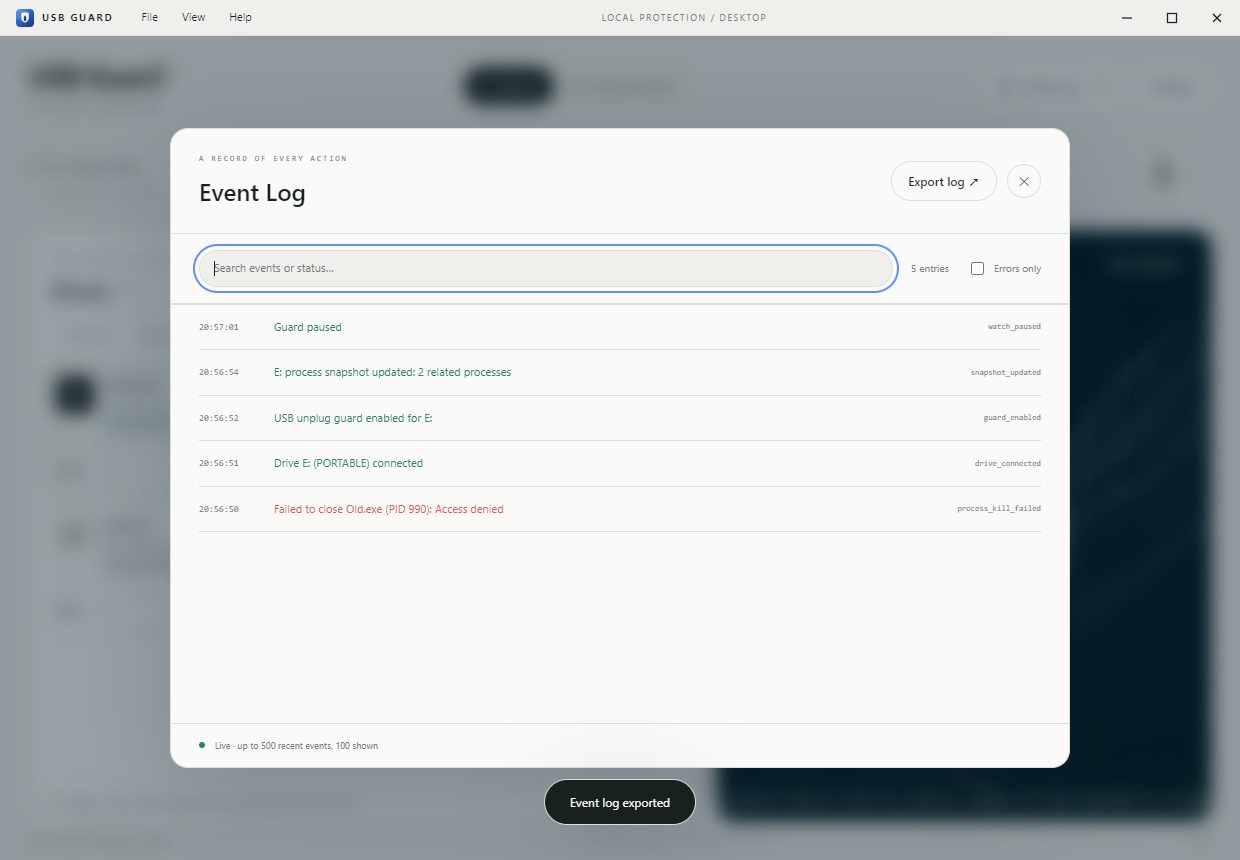 USB GUARD File View Help LOCAL PROTECTION / DESKTOP
A RECORD OF EVERY ACTION
Event Log
Export log ↗
Search events or status...
5 entries
Errors only
20:57:01 Guard paused watch_paused
20:56:54 E: process snapshot updated: 2 related processes snapshot_updated
20:56:52 USB unplug guard enabled for E: guard_enabled
20:56:51 Drive E: (PORTABLE) connected drive_connected
20:56:50 Failed to close Old.exe (PID 990): Access denied process_kill_failed
Live · up to 500 recent events, 100 shown
Event log exported